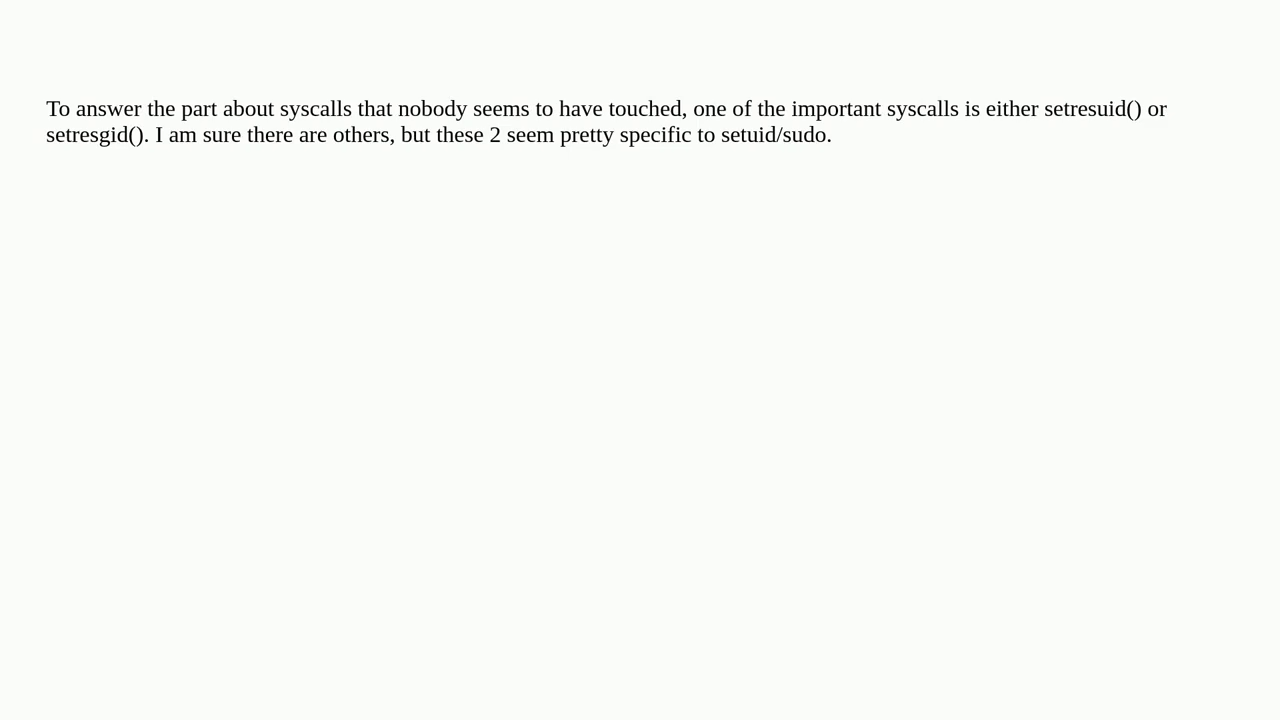 To answer the part about syscalls that nobody seems to have touched, one of the important syscalls is either setresuid() or
setresgid(). I am sure there are others, but these 2 seem pretty specific to setuid/sudo.